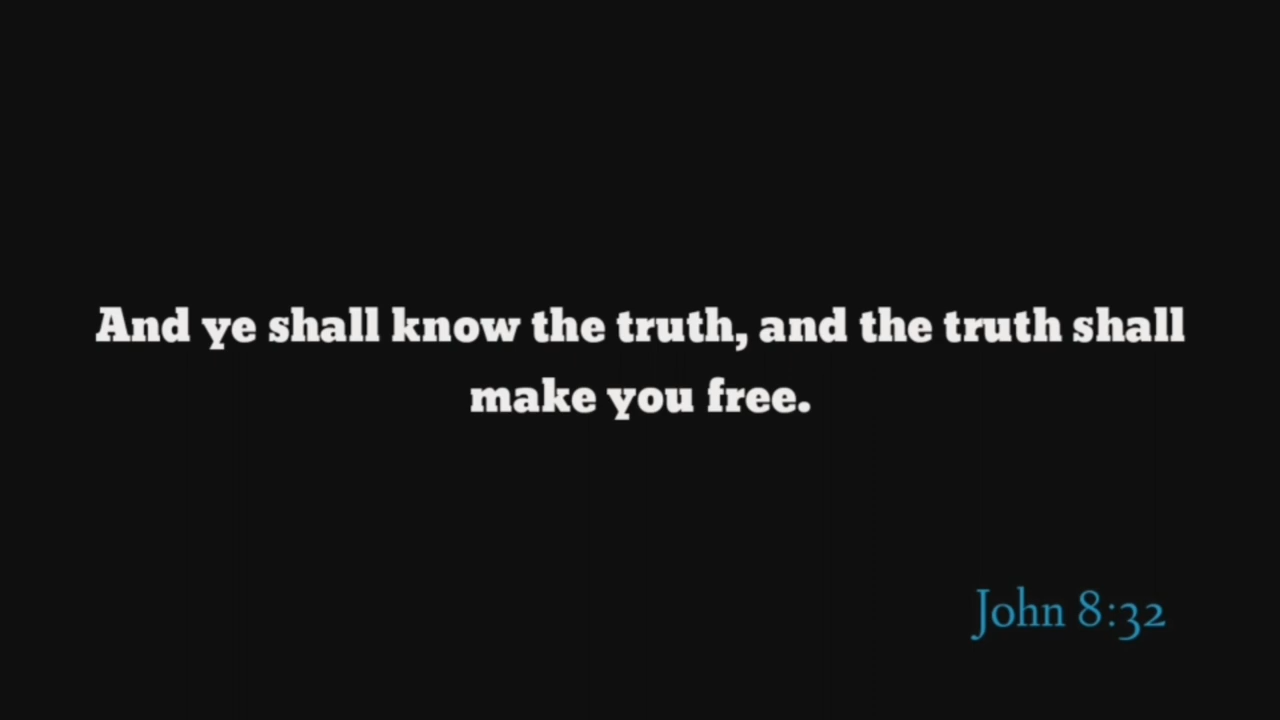 And ye shall know the truth, and the truth shall
make you free.
John 8:32